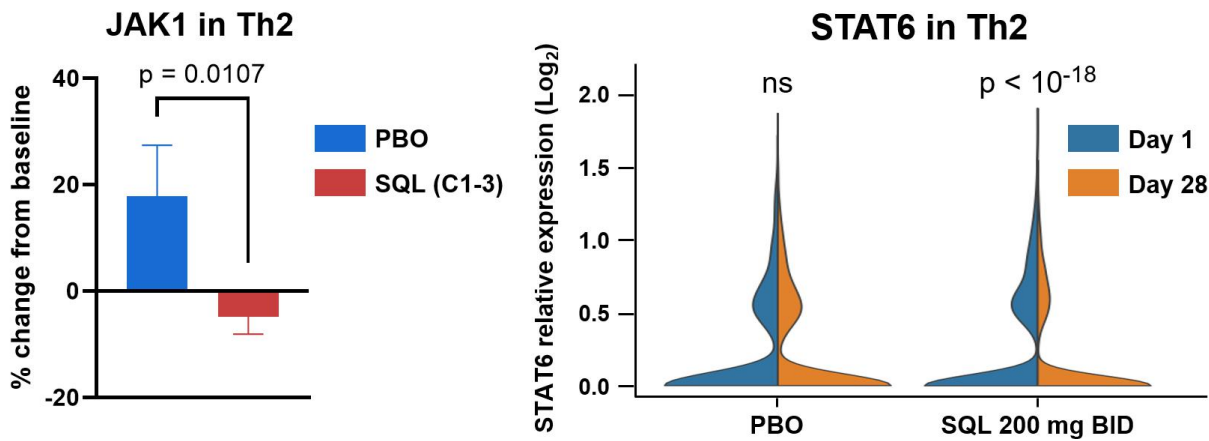 JAK1 in Th2
% change from baseline
40
20
0
-20
p = 0.0107
PBO
SQL (C1-3)
STAT6 in Th2
STAT6 relative expression (Log₂)
2.0
1.5
1.0
0.5
0.0
ns
p < 10⁻¹⁸
Day 1
Day 28
PBO
SQL 200 mg BID